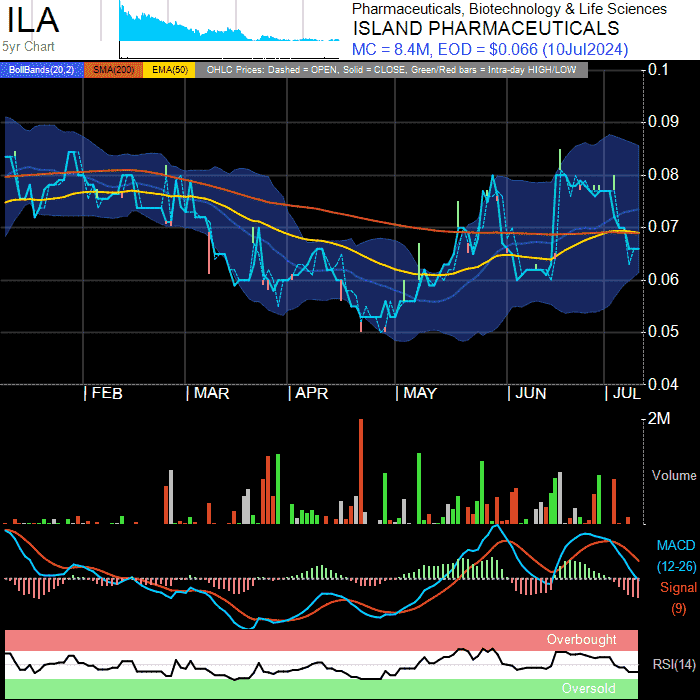 ILA
5yr Chart
Pharmaceuticals, Biotechnology & Life Sciences
ISLAND PHARMACEUTICALS
MC = 8.4M, EOD = $0.066 (10Jul2024)
BollBands(20,2) SMA(200) EMA(50) OHLC Prices: Dashed = OPEN, Solid = CLOSE, Green/Red bars = Intra-day HIGH/LOW
0.1
0.09
0.08
0.07
0.06
0.05
0.04
FEB MAR APR MAY JUN JUL
2M
Volume
MACD
(12-26)
Signal
(9)
Overbought
RSI(14)
Oversold